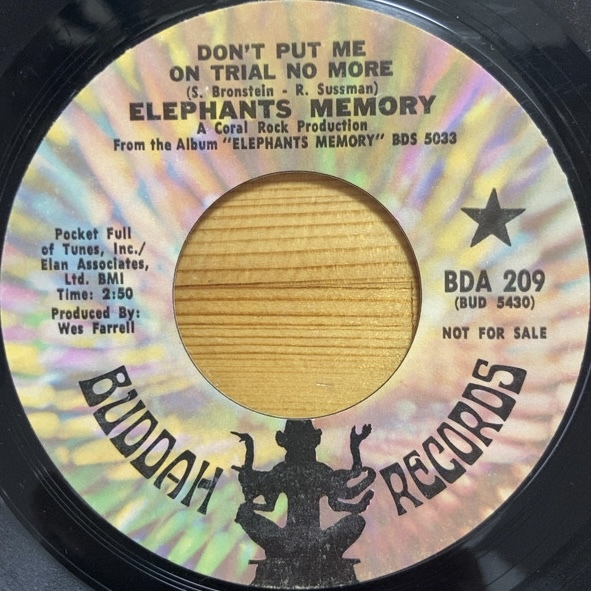 DON'T PUT ME
ON TRIAL NO MORE
(S. Bronstein - R. Sussman)
ELEPHANTS MEMORY
A Coral Rock Production
From the Album "ELEPHANTS MEMORY" BDS 5033
Pocket Full
of Tunes, Inc./
Elan Associates,
Ltd. BMI
Time: 2:50
Produced By:
Wes Farrell
BDA 209
(BUD 5430)
NOT FOR SALE
BUDDAH RECORDS